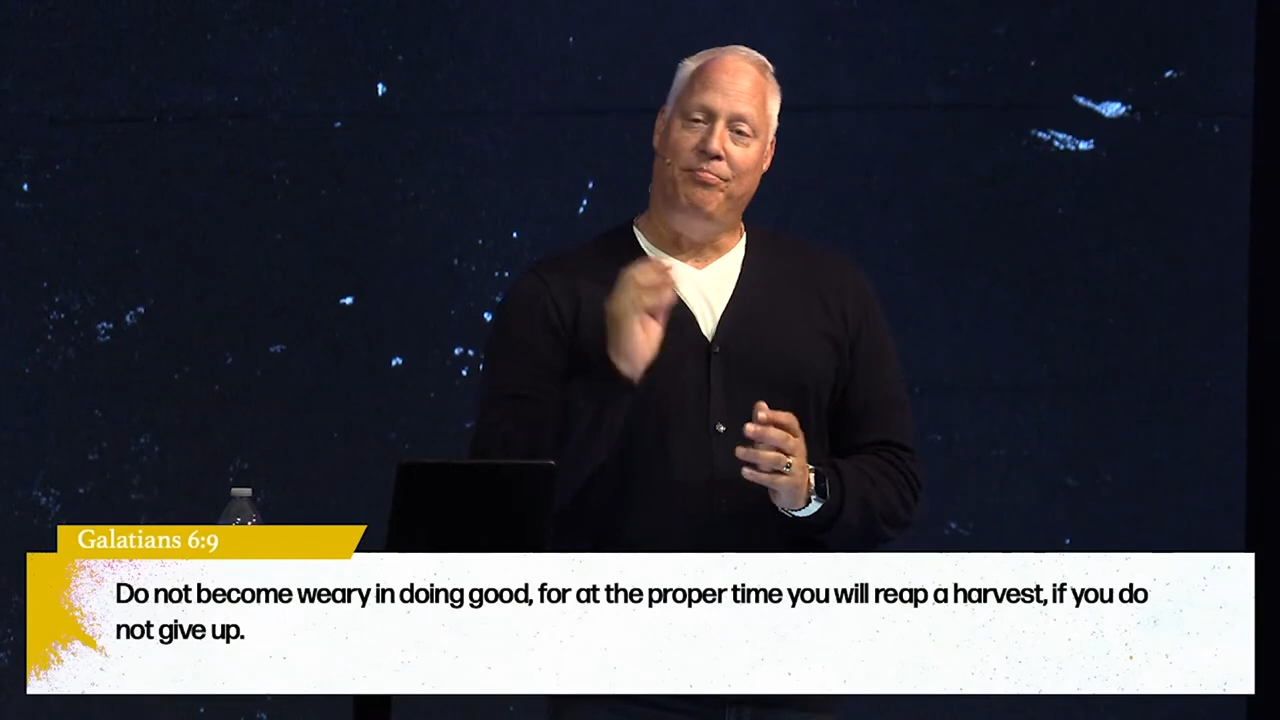 Galatians 6:9
Do not become weary in doing good, for at the proper time you will reap a harvest, if you do
not give up.